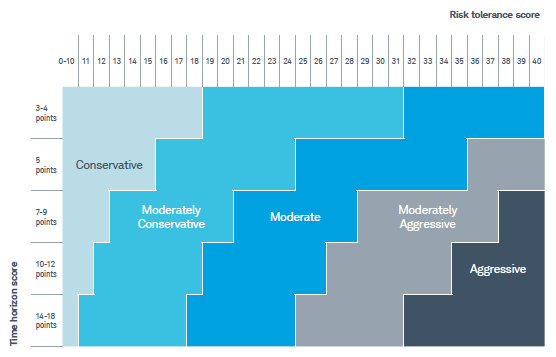 Risk tolerance score
0-10 11 12 13 14 15 16 17 18 19 20 21 22 23 24 25 26 27 28 29 30 31 32 33 34 35 36 37 38 39 40
3-4
points
5
points
Conservative
7-9
points
Moderately
Conservative
Moderate
Moderately
Aggressive
10-12
points
Aggressive
14-18
points
Time horizon score